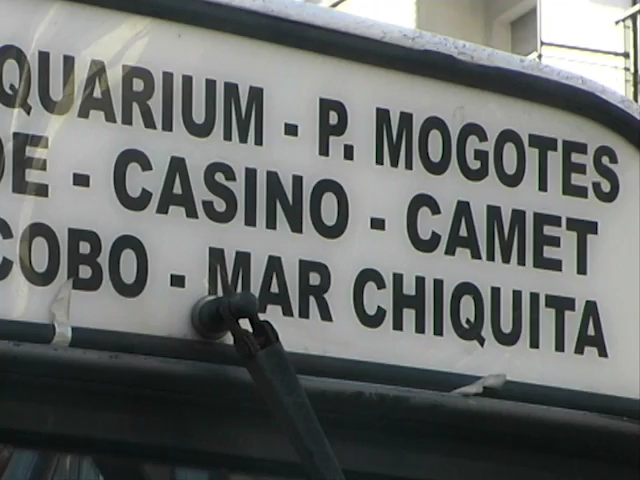 QUARIUM - P. MOGOTES
DE - CASINO - CAMET
COBO - MAR CHIQUITA